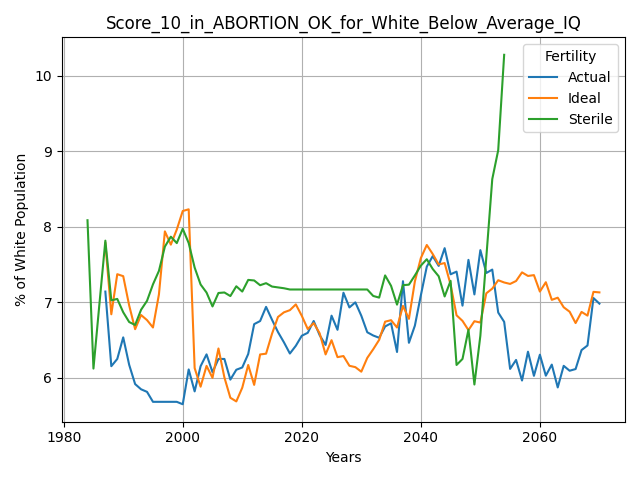 Score_10_in_ABORTION_OK_for_White_Below_Average_IQ
Fertility
Actual
Ideal
Sterile
% of White Population
10
9
8
7
6
1980 2000 2020 2040 2060
Years